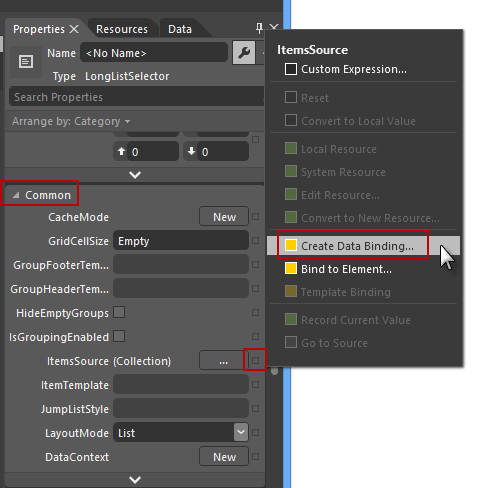 Properties Resources Data
Name <No Name>
Type LongListSelector
Search Properties
Arrange by: Category
0 0
Common
CacheMode New
GridCellSize Empty
GroupFooterTem...
GroupHeaderTem...
HideEmptyGroups
IsGroupingEnabled
ItemsSource (Collection) ...
ItemTemplate
JumpListStyle
LayoutMode List
DataContext New
ItemsSource
Custom Expression...
Reset
Convert to Local Value
Local Resource
System Resource
Edit Resource...
Convert to New Resource...
Create Data Binding...
Bind to Element...
Template Binding
Record Current Value
Go to Source